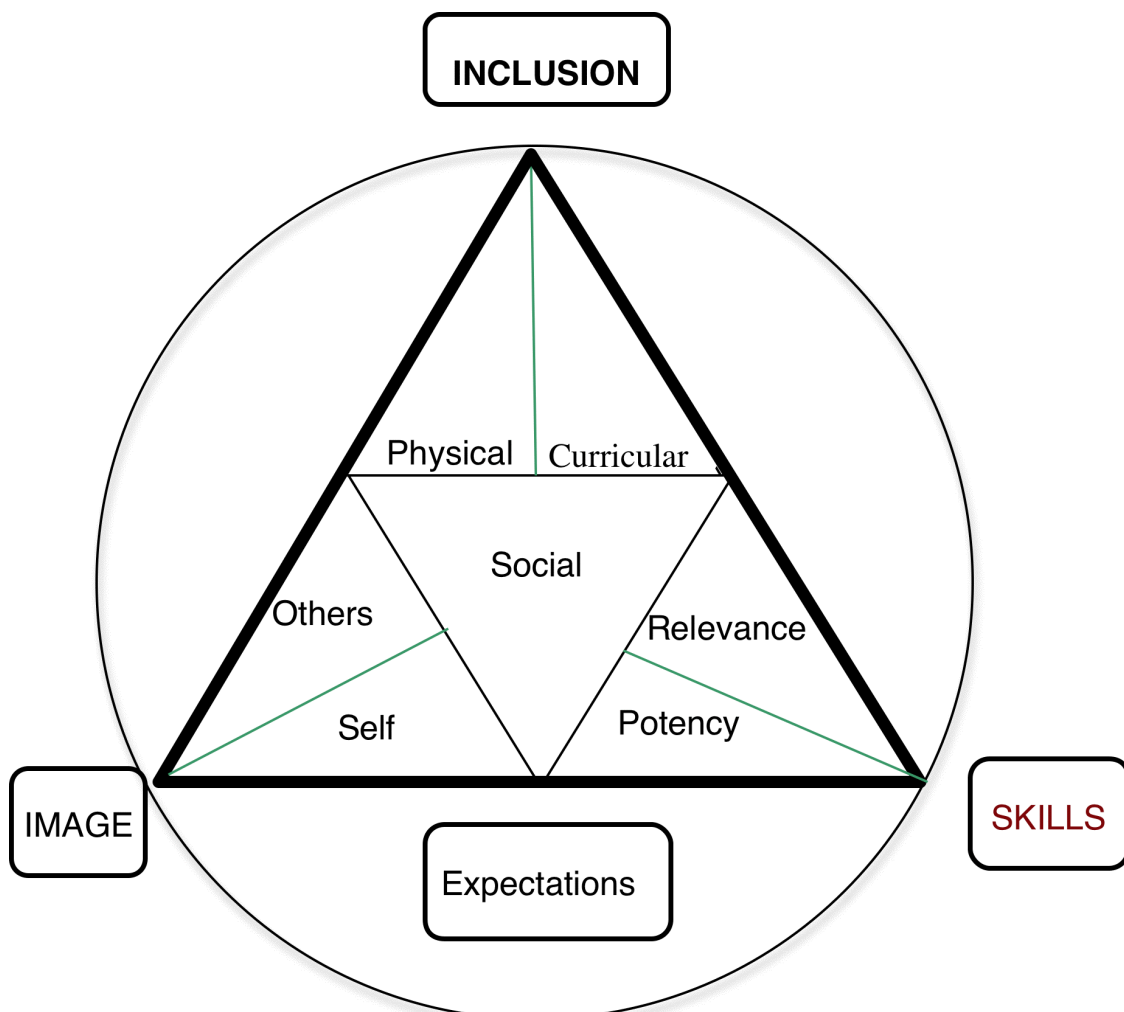 INCLUSION
Physical
Curricular
Social
Others
Relevance
Self
Potency
IMAGE
SKILLS
Expectations